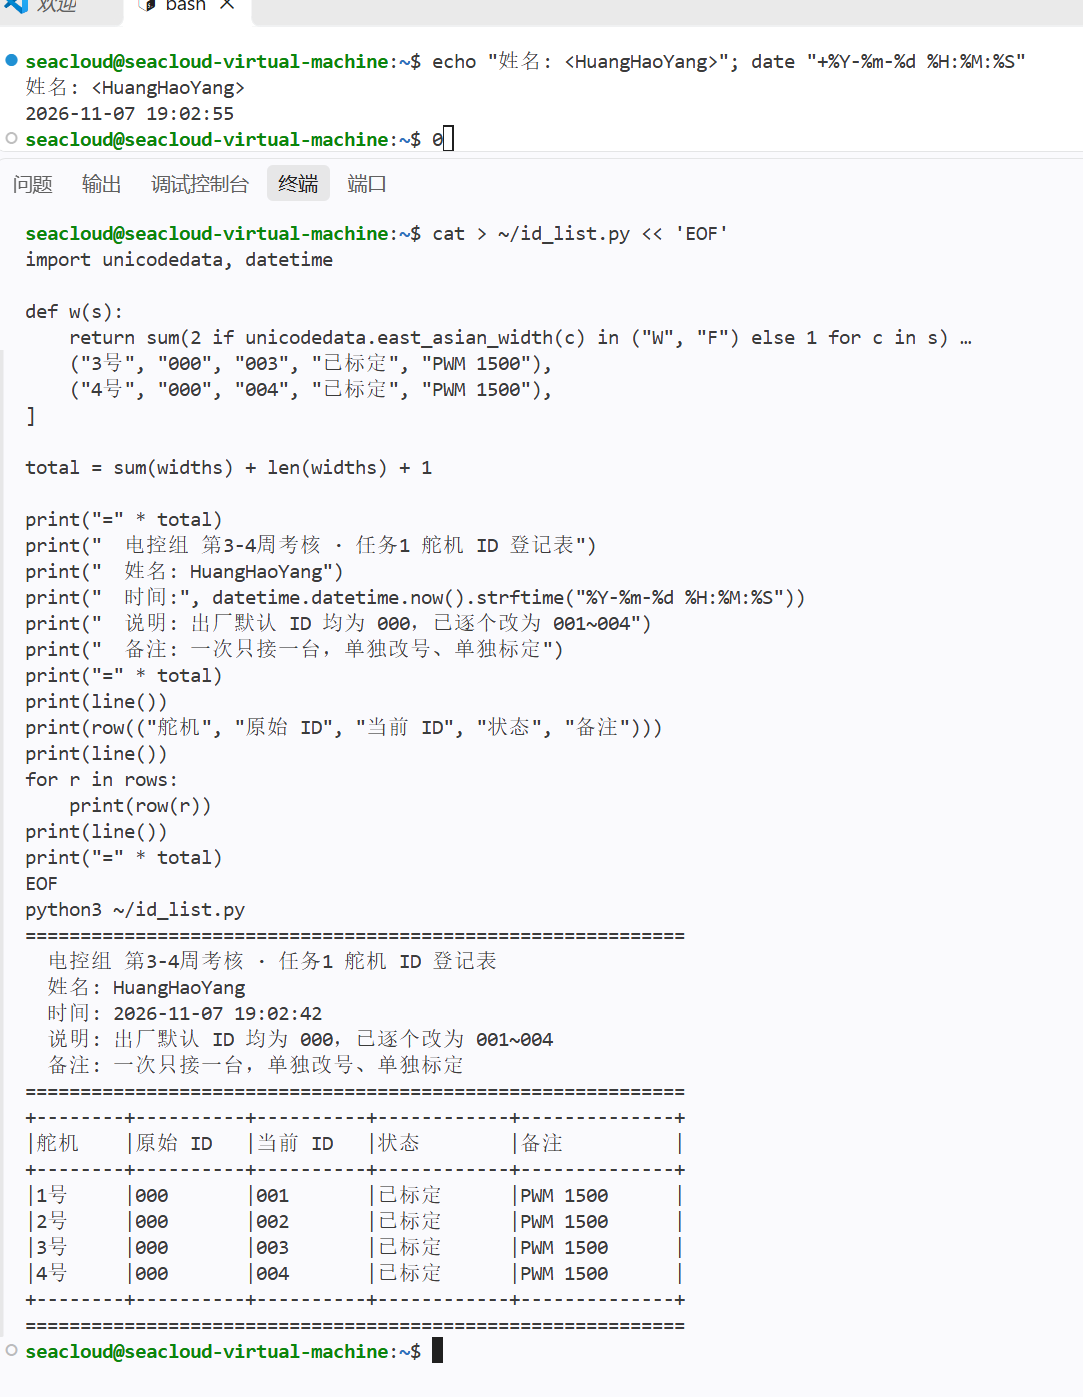 欢迎 bash
seacloud@seacloud-virtual-machine:~$ echo "姓名: <HuangHaoYang>"; date "+%Y-%m-%d %H:%M:%S"
姓名: <HuangHaoYang>
2026-11-07 19:02:55
seacloud@seacloud-virtual-machine:~$ 0
问题 输出 调试控制台 终端 端口
seacloud@seacloud-virtual-machine:~$ cat > ~/id_list.py << 'EOF'
import unicodedata, datetime
def w(s):
    return sum(2 if unicodedata.east_asian_width(c) in ("W", "F") else 1 for c in s) …
    ("3号", "000", "003", "已标定", "PWM 1500"),
    ("4号", "000", "004", "已标定", "PWM 1500"),
]
total = sum(widths) + len(widths) + 1
print("=" * total)
print("  电控组 第3-4周考核 · 任务1 舵机 ID 登记表")
print("  姓名: HuangHaoYang")
print("  时间:", datetime.datetime.now().strftime("%Y-%m-%d %H:%M:%S"))
print("  说明: 出厂默认 ID 均为 000，已逐个改为 001~004")
print("  备注: 一次只接一台，单独改号、单独标定")
print("=" * total)
print(line())
print(row(("舵机", "原始 ID", "当前 ID", "状态", "备注")))
print(line())
for r in rows:
    print(row(r))
print(line())
print("=" * total)
EOF
python3 ~/id_list.py
============================================================
  电控组 第3-4周考核 · 任务1 舵机 ID 登记表
  姓名: HuangHaoYang
  时间: 2026-11-07 19:02:42
  说明: 出厂默认 ID 均为 000，已逐个改为 001~004
  备注: 一次只接一台，单独改号、单独标定
============================================================
+--------+----------+----------+------------+--------------+
|舵机    |原始 ID   |当前 ID   |状态        |备注          |
+--------+----------+----------+------------+--------------+
|1号     |000       |001       |已标定      |PWM 1500      |
|2号     |000       |002       |已标定      |PWM 1500      |
|3号     |000       |003       |已标定      |PWM 1500      |
|4号     |000       |004       |已标定      |PWM 1500      |
+--------+----------+----------+------------+--------------+
============================================================
seacloud@seacloud-virtual-machine:~$